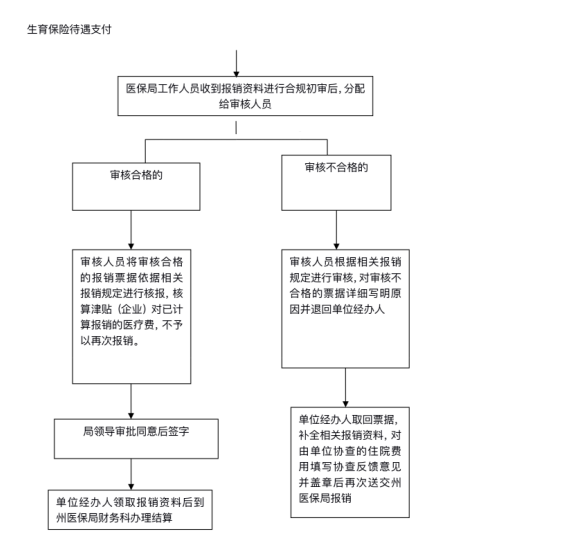 生育保险待遇支付
医保局工作人员收到报销资料进行合规初审后，分配
给审核人员
审核合格的
审核不合格的
审核人员将审核合格
的报销票据依据相关
报销规定进行核报，核
算津贴（企业）对已计
算报销的医疗费，不予
以再次报销。
审核人员根据相关报销
规定进行审核，对审核不
合格的票据详细写明原
因并退回单位经办人
局领导审批同意后签字
单位经办人取回票据，
补全相关报销资料，对
由单位协查的住院费
用填写协查反馈意见
并盖章后再次送交州
医保局报销
单位经办人领取报销资料后到
州医保局财务科办理结算